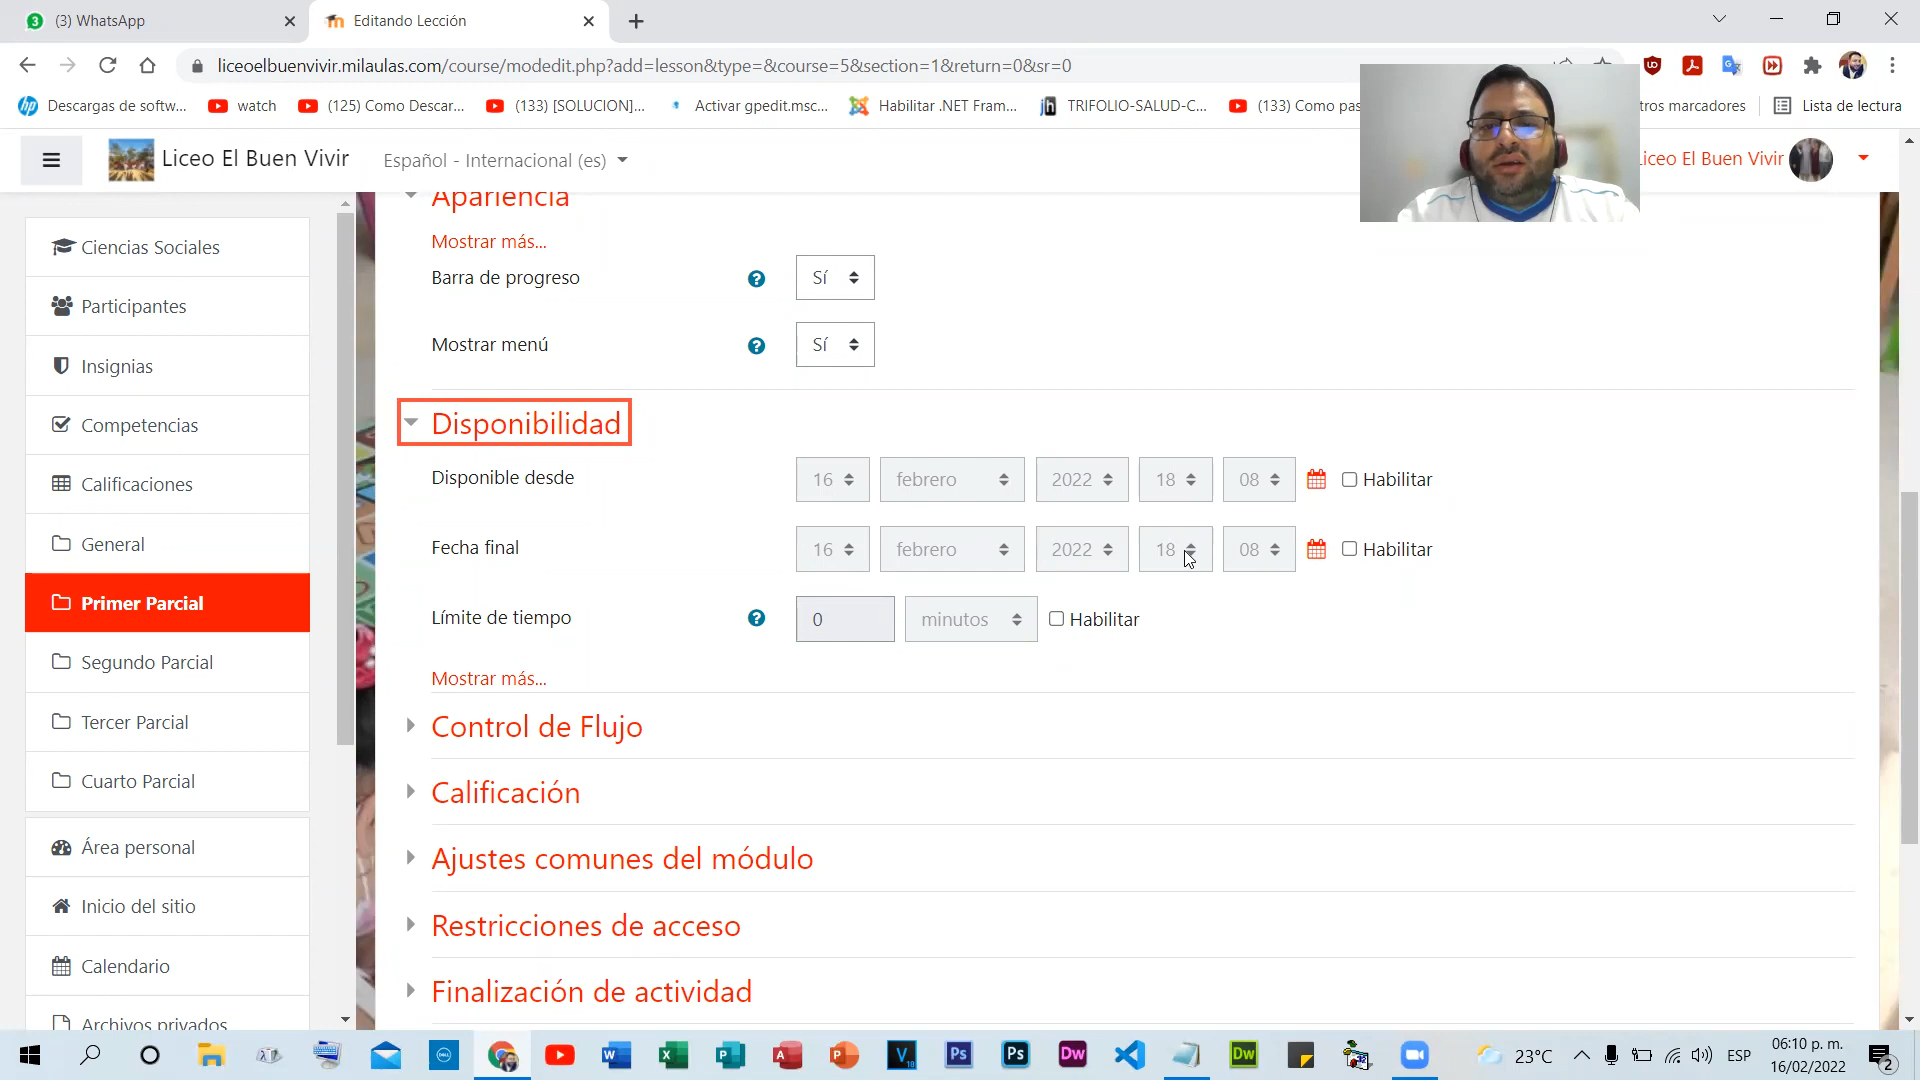 (3) WhatsApp
Editando Lección
liceoelbuenvivir.milaulas.com/course/modedit.php?add=lesson&type=&course=5&section=1&return=0&sr=0
Descargas de softw...
watch
(125) Como Descar...
(133) [SOLUCION]...
Activar gpedit.msc...
Habilitar .NET Fram...
TRIFOLIO-SALUD-C...
(133) Como pas
tros marcadores
Lista de lectura
Liceo El Buen Vivir
Español - Internacional (es)
iceo El Buen Vivir
Ciencias Sociales
Participantes
Insignias
Competencias
Calificaciones
General
Primer Parcial
Segundo Parcial
Tercer Parcial
Cuarto Parcial
Área personal
Inicio del sitio
Calendario
Archivos privados
Apariencia
Mostrar más...
Barra de progreso
Sí
Mostrar menú
Sí
Disponibilidad
Disponible desde
16 febrero 2022 18 08 Habilitar
Fecha final
16 febrero 2022 18 08 Habilitar
Límite de tiempo
0 minutos Habilitar
Mostrar más...
Control de Flujo
Calificación
Ajustes comunes del módulo
Restricciones de acceso
Finalización de actividad
23°C
ESP
06:10 p. m.
16/02/2022
2